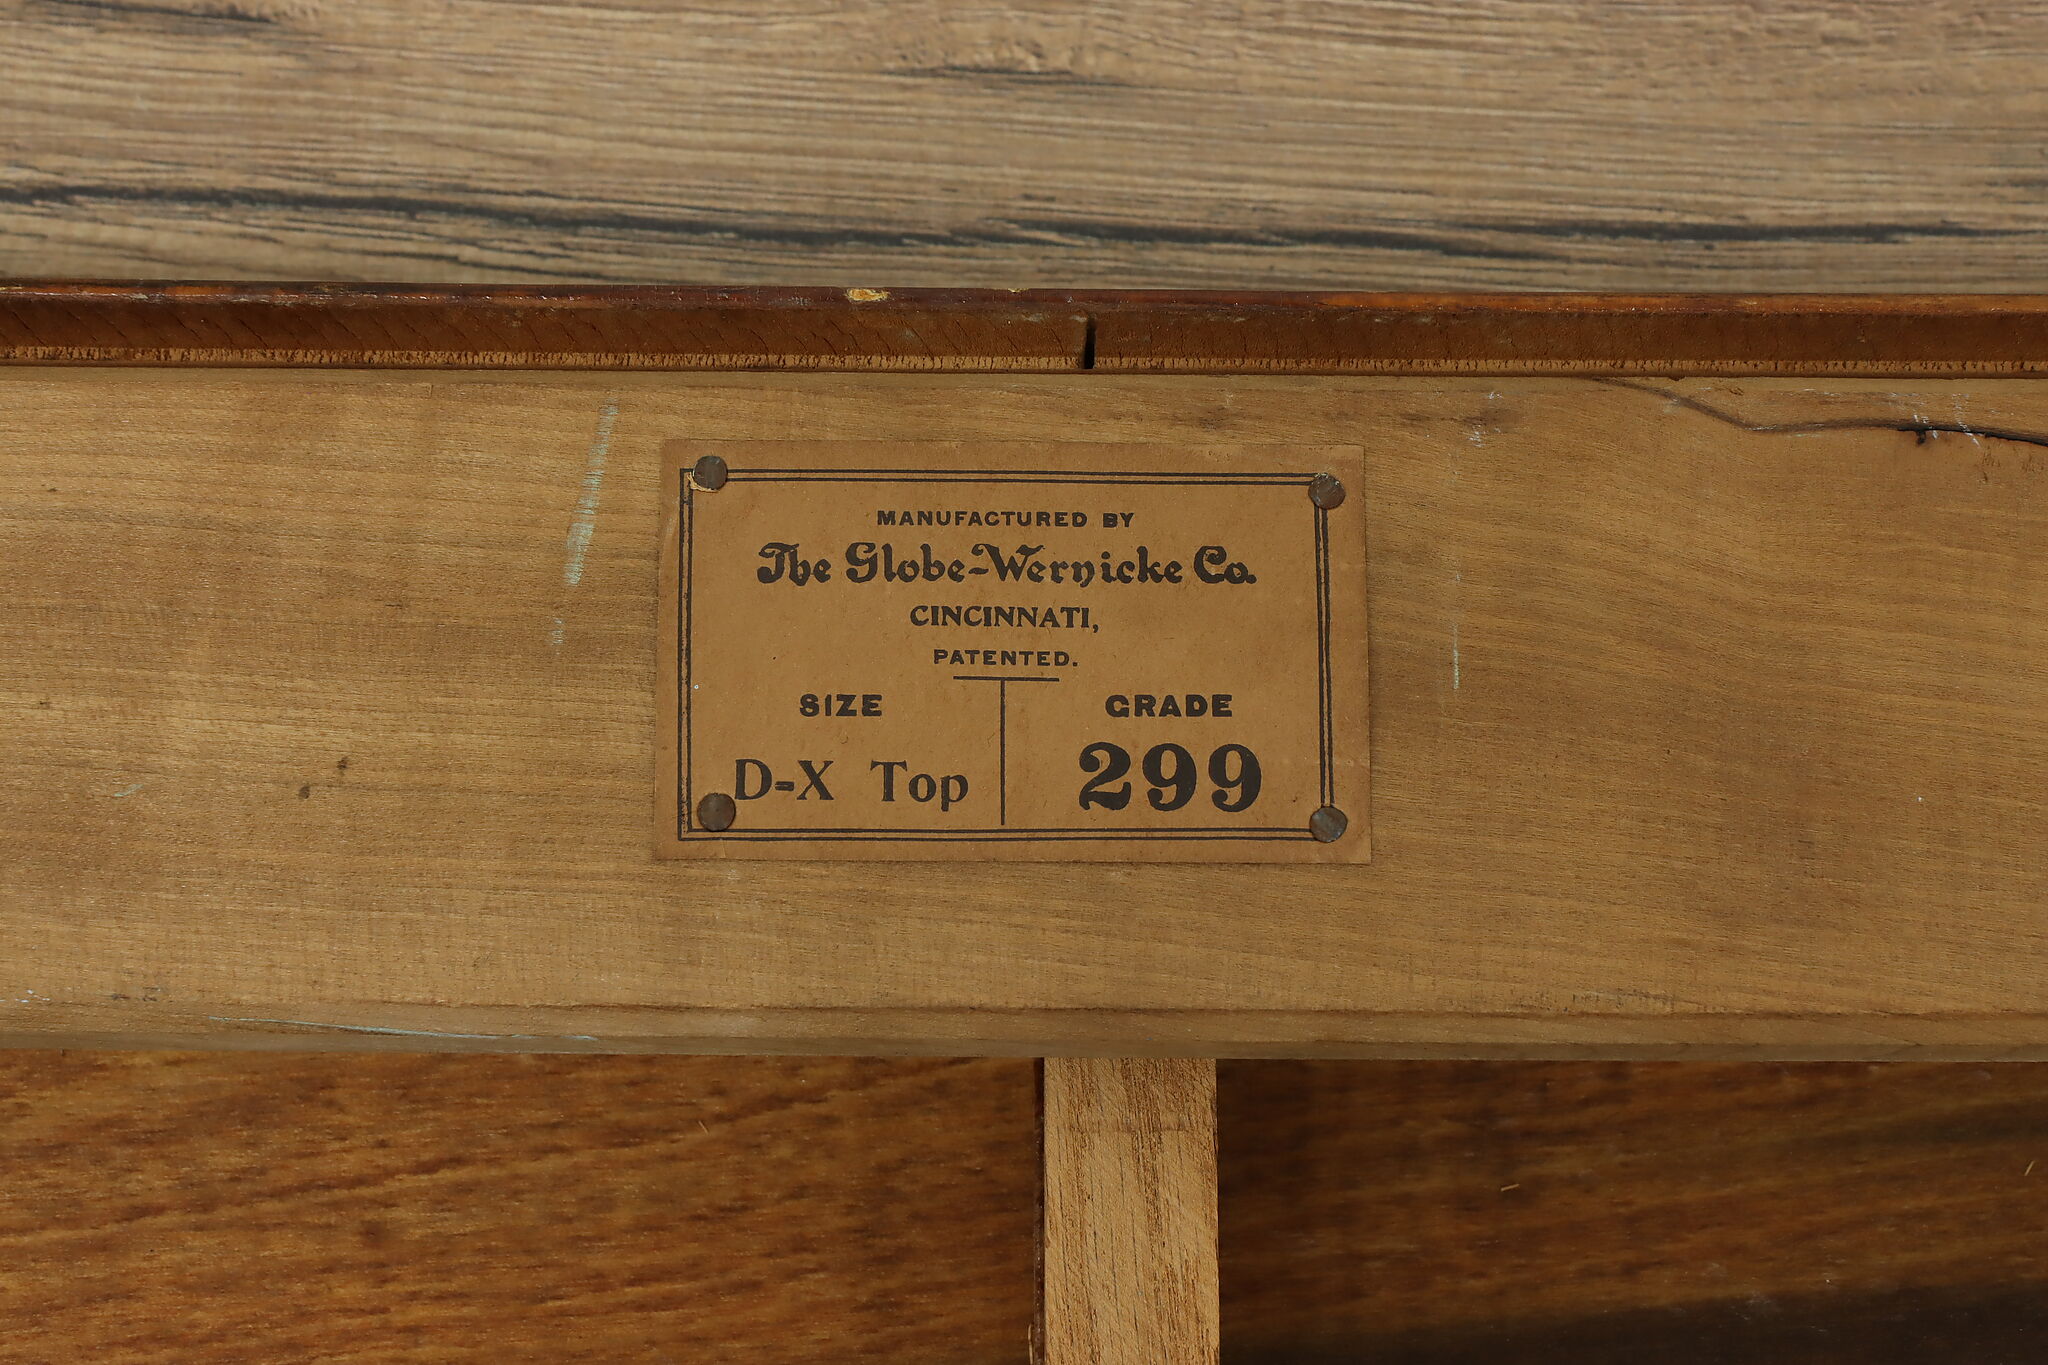 MANUFACTURED BY
The Globe-Wernicke Co.
CINCINNATI,
PATENTED.
SIZE GRADE
D-X Top 299